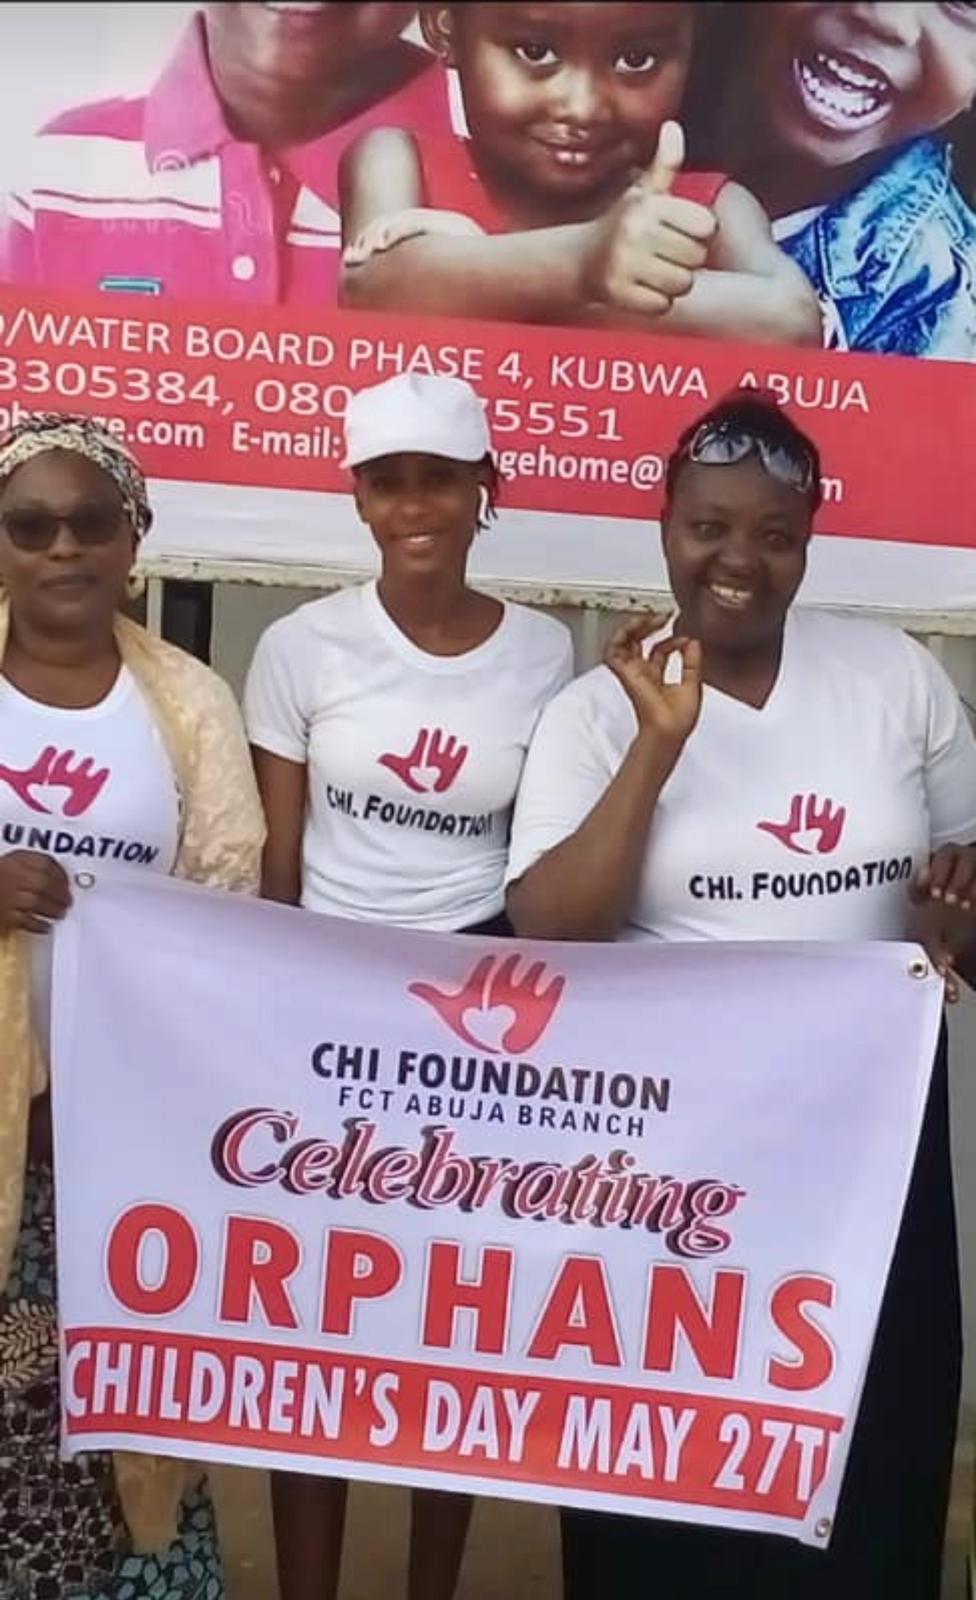 /WATER BOARD PHASE 4, KUBWA ABUJA
3305384, 080 5551
.com E-mail: gehome@ m
UNDATION
CHI. FOUNDATION
CHI. FOUNDATION
CHI FOUNDATION
FCT ABUJA BRANCH
Celebrating
ORPHANS
CHILDREN'S DAY MAY 27T